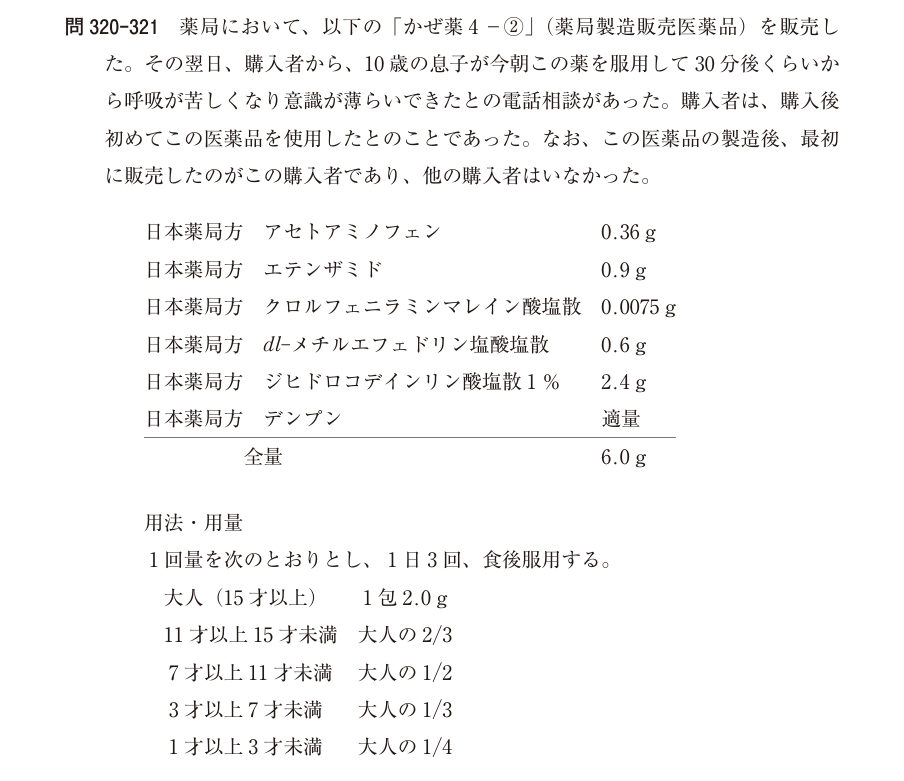 問 320-321　薬局において、以下の「かぜ薬4－②」（薬局製造販売医薬品）を販売し
た。その翌日、購入者から、10 歳の息子が今朝この薬を服用して 30 分後くらいか
ら呼吸が苦しくなり意識が薄らいできたとの電話相談があった。購入者は、購入後
初めてこの医薬品を使用したとのことであった。なお、この医薬品の製造後、最初
に販売したのがこの購入者であり、他の購入者はいなかった。
日本薬局方　アセトアミノフェン　0.36 g
日本薬局方　エテンザミド　0.9 g
日本薬局方　クロルフェニラミンマレイン酸塩散　0.0075 g
日本薬局方　dl-メチルエフェドリン塩酸塩散　0.6 g
日本薬局方　ジヒドロコデインリン酸塩散1％　2.4 g
日本薬局方　デンプン　適量
全量　6.0 g
用法・用量
1回量を次のとおりとし、1日3回、食後服用する。
大人（15 才以上）　1包 2.0 g
11 才以上 15 才未満　大人の 2/3
7 才以上 11 才未満　大人の 1/2
3 才以上 7 才未満　大人の 1/3
1 才以上 3 才未満　大人の 1/4